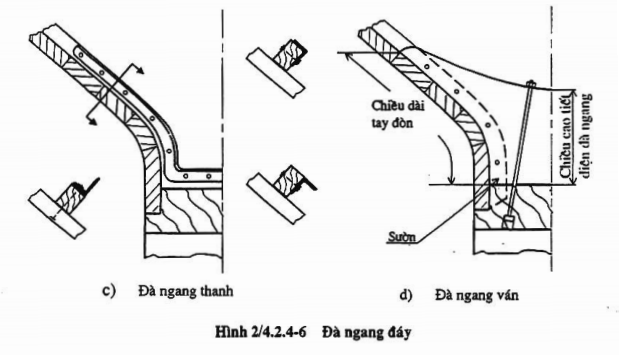 Chiều dài
tay đòn
Chiều cao tiết
diện đà ngang
Sườn
c) Đà ngang thanh
d) Đà ngang ván
Hình 2/4.2.4-6 Đà ngang đáy